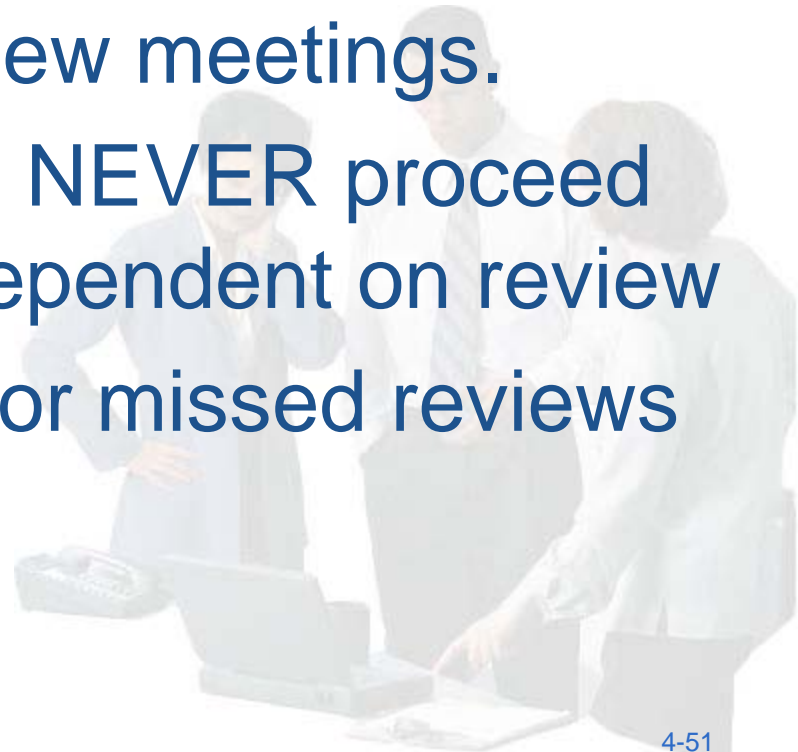 ew meetings.
NEVER proceed
ependent on review
or missed reviews
4-51